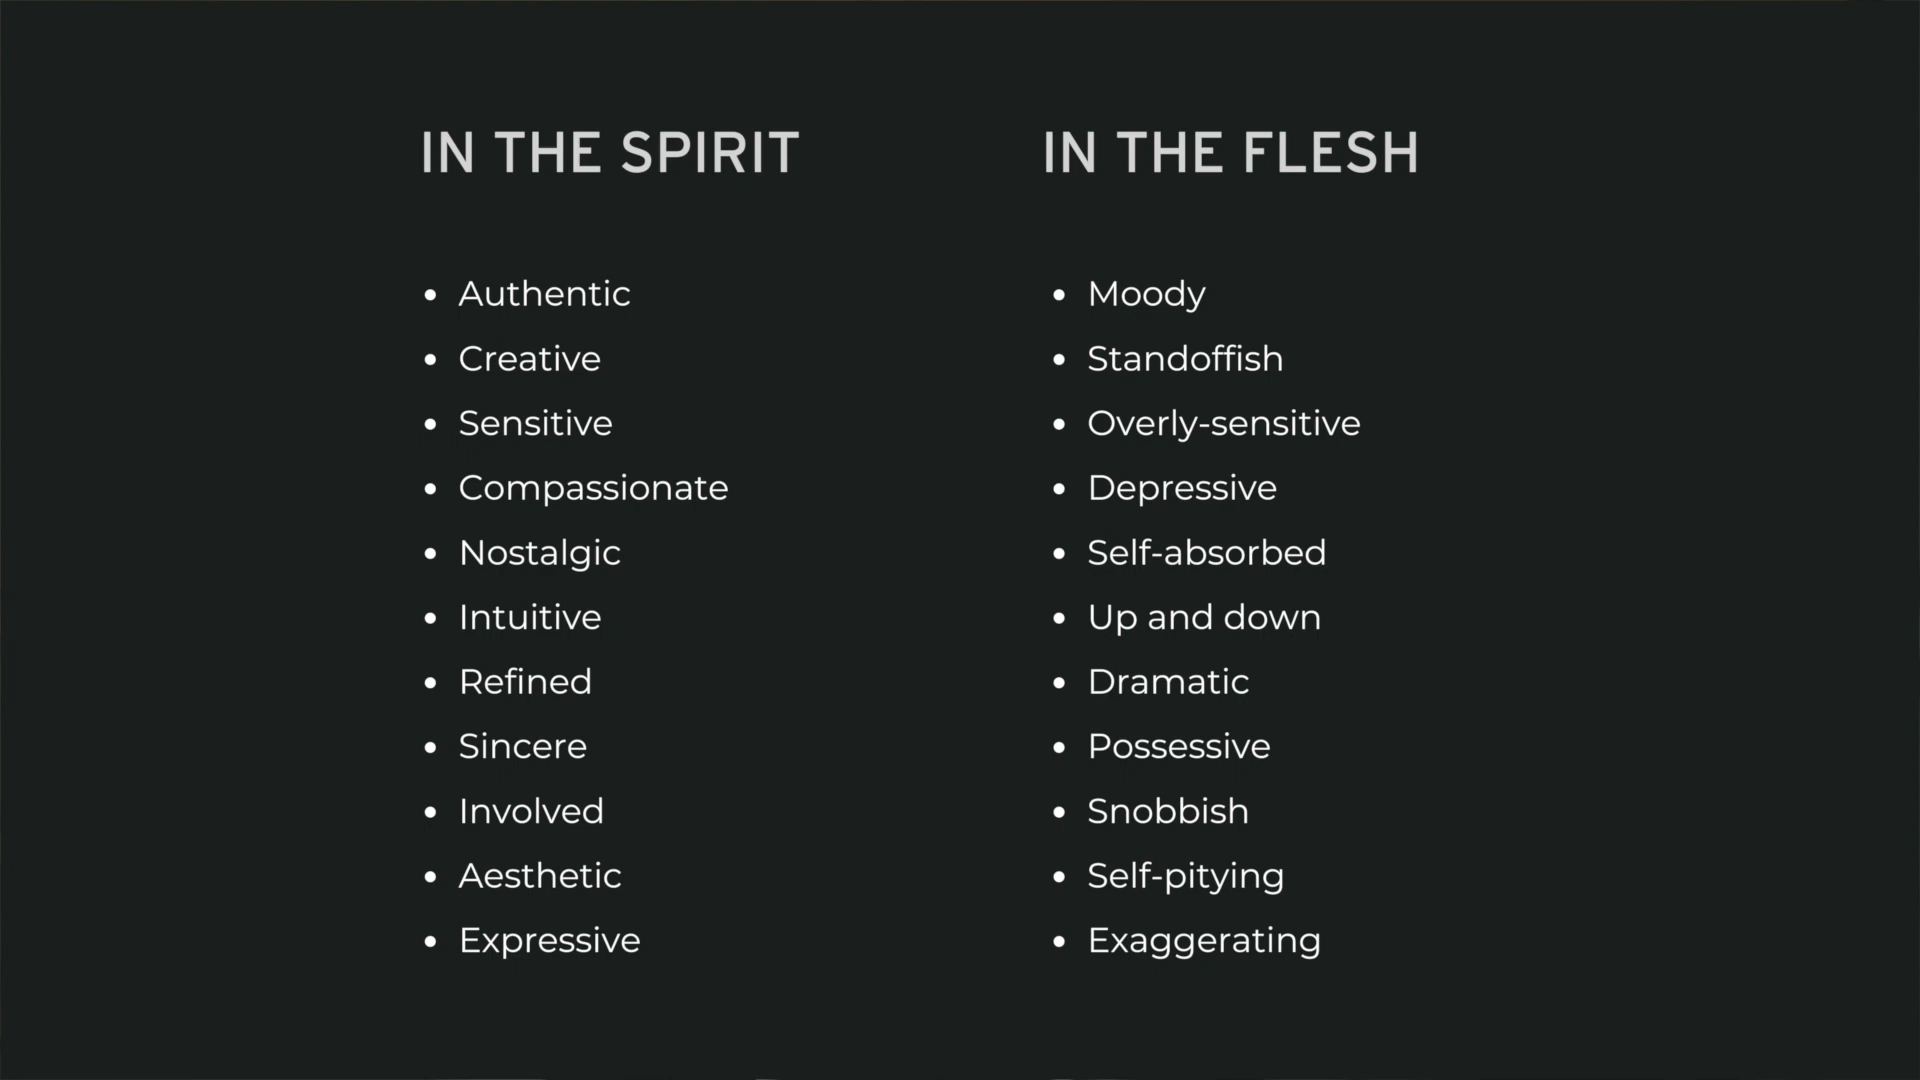 IN THE SPIRIT
• Authentic
• Creative
• Sensitive
• Compassionate
• Nostalgic
• Intuitive
• Refined
• Sincere
• Involved
• Aesthetic
• Expressive
IN THE FLESH
• Moody
• Standoffish
• Overly-sensitive
• Depressive
• Self-absorbed
• Up and down
• Dramatic
• Possessive
• Snobbish
• Self-pitying
• Exaggerating